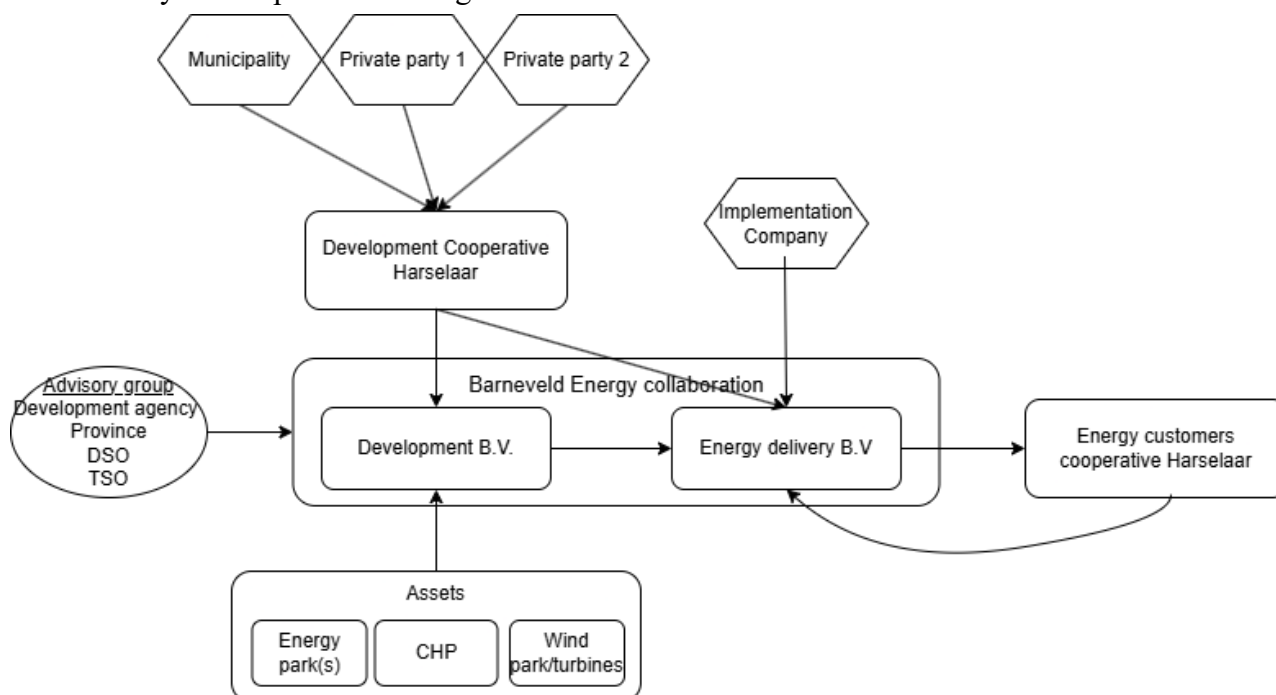 Municipality
Private party 1
Private party 2
Implementation
Company
Development Cooperative
Harselaar
Barneveld Energy collaboration
Advisory group
Development agency
Province
DSO
TSO
Development B.V.
Energy delivery B.V
Energy customers
cooperative Harselaar
Assets
Energy
park(s)
CHP
Wind
park/turbines